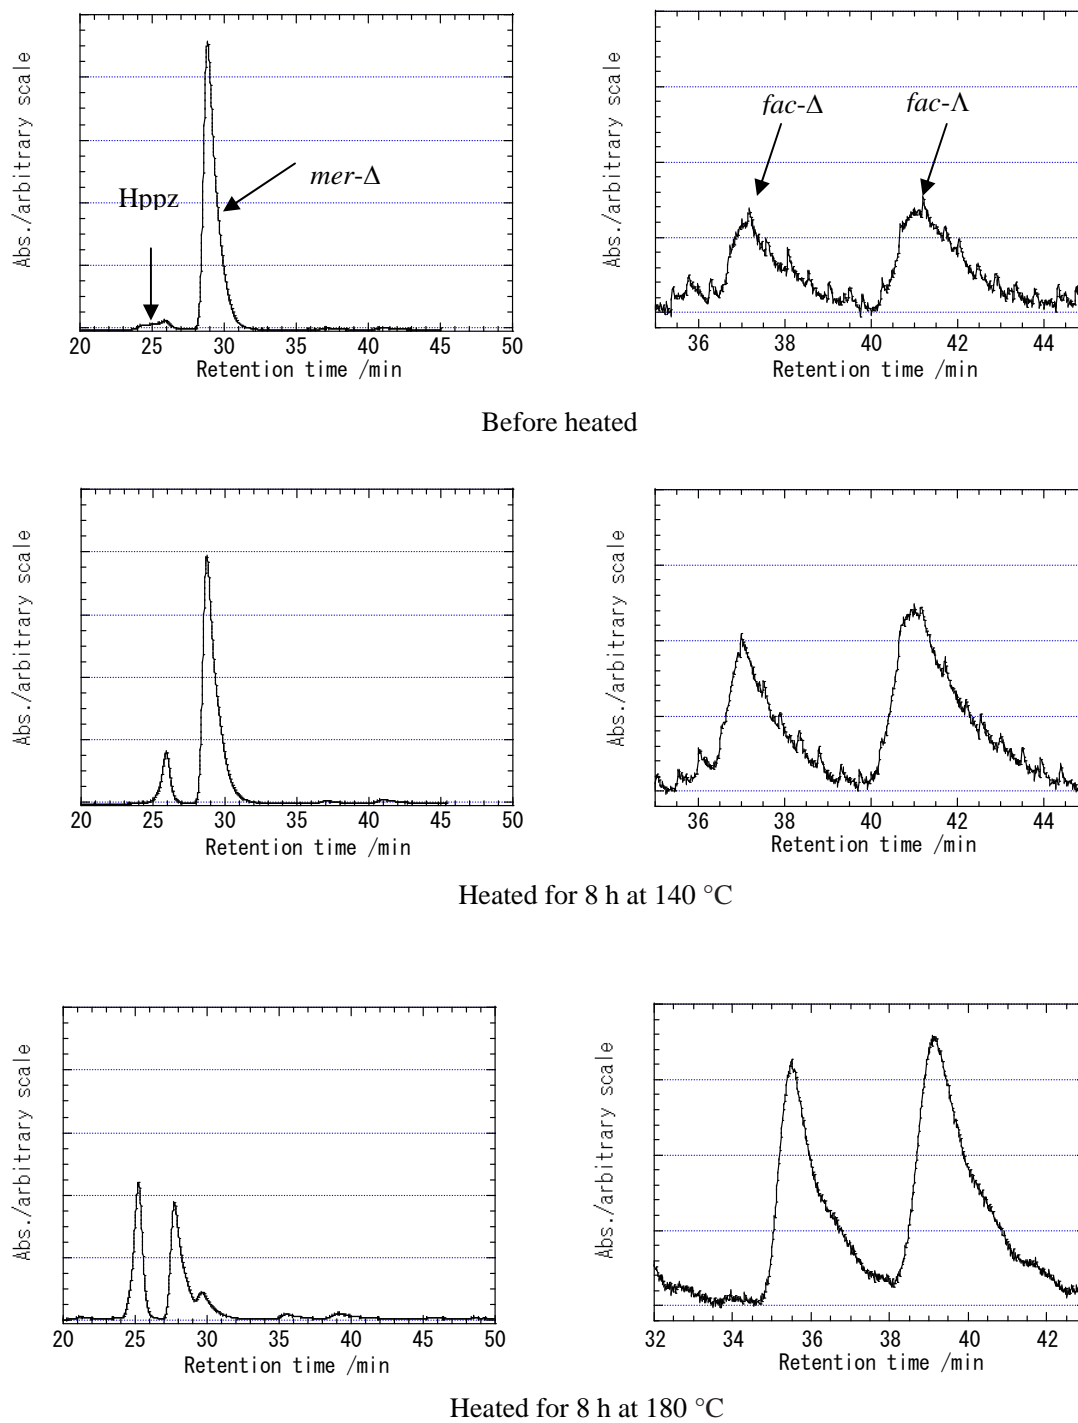 Abs./arbitrary scale
Hppz
mer-Δ
20 25 30 35 40 45 50
Retention time /min
Abs./arbitrary scale
fac-Δ
fac-Λ
36 38 40 42 44
Retention time /min
Before heated
Abs./arbitrary scale
20 25 30 35 40 45 50
Retention time /min
Abs./arbitrary scale
36 38 40 42 44
Retention time /min
Heated for 8 h at 140 °C
Abs./arbitrary scale
20 25 30 35 40 45 50
Retention time /min
Abs./arbitrary scale
32 34 36 38 40 42
Retention time /min
Heated for 8 h at 180 °C